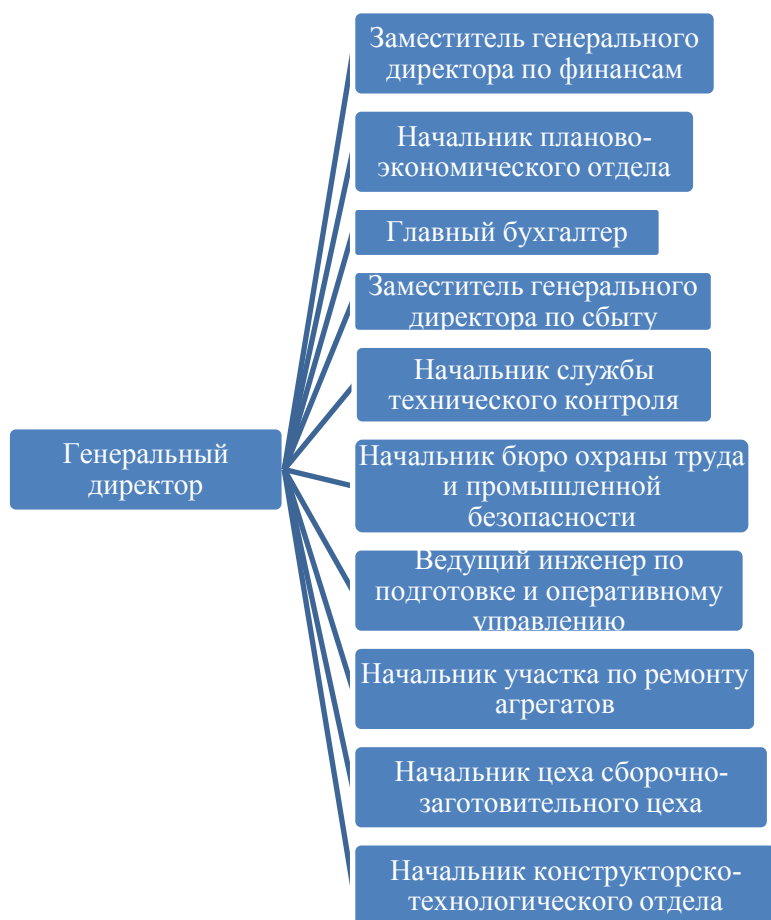 Заместитель генерального
директора по финансам
Начальник планово-
экономического отдела
Главный бухгалтер
Заместитель генерального
директора по сбыту
Начальник службы
технического контроля
Генеральный
директор
Начальник бюро охраны труда
и промышленной
безопасности
Ведущий инженер по
подготовке и оперативному
управлению
Начальник участка по ремонту
агрегатов
Начальник цеха сборочно-
заготовительного цеха
Начальник конструкторско-
технологического отдела